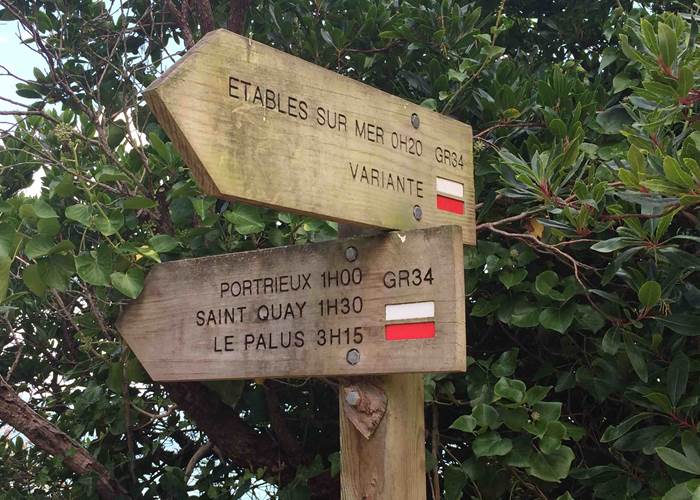 ETABLES SUR MER 0H20 GR34
VARIANTE
PORTRIEUX 1H00 GR34
SAINT QUAY 1H30
LE PALUS 3H15